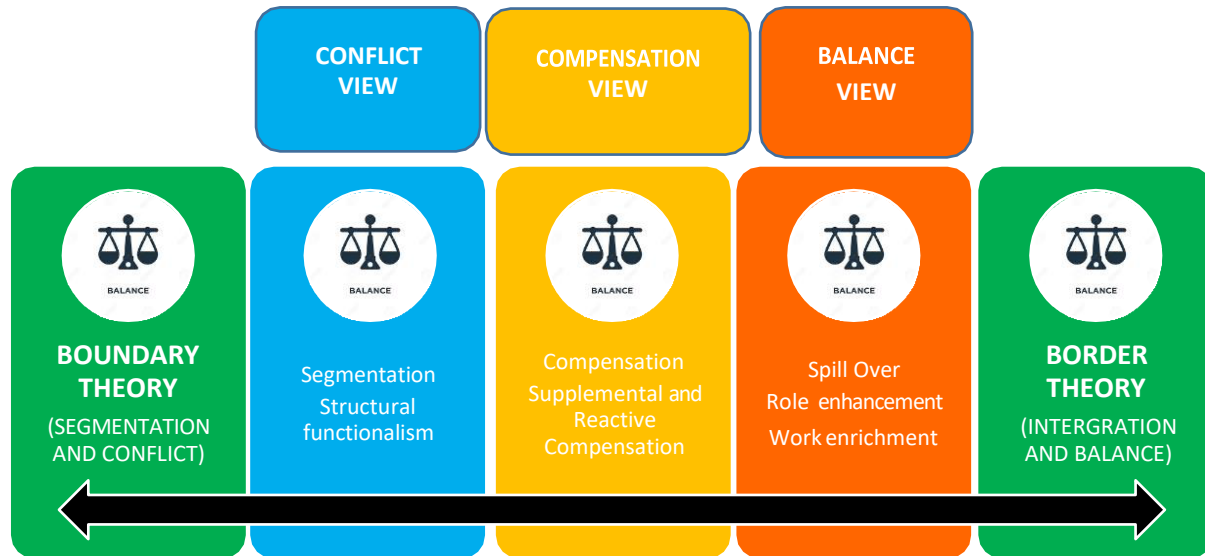 CONFLICT
VIEW
COMPENSATION
VIEW
BALANCE
VIEW
BALANCE
BOUNDARY
THEORY
(SEGMENTATION
AND CONFLICT)
BALANCE
Segmentation
Structural
functionalism
BALANCE
Compensation
Supplemental and
Reactive
Compensation
BALANCE
Spill Over
Role enhancement
Work enrichment
BALANCE
BORDER
THEORY
(INTERGRATION
AND BALANCE)